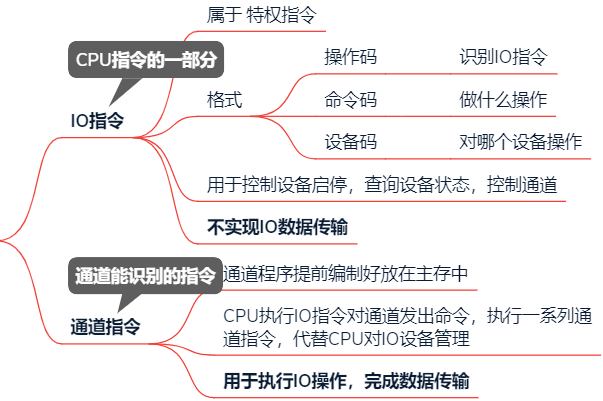 属于 特权指令
CPU指令的一部分
操作码
识别IO指令
IO指令
格式
命令码
做什么操作
设备码
对哪个设备操作
用于控制设备启停，查询设备状态，控制通道
不实现IO数据传输
通道能识别的指令
通道程序提前编制好放在主存中
通道指令
CPU执行IO指令对通道发出命令，执行一系列通
道指令，代替CPU对IO设备管理
用于执行IO操作，完成数据传输